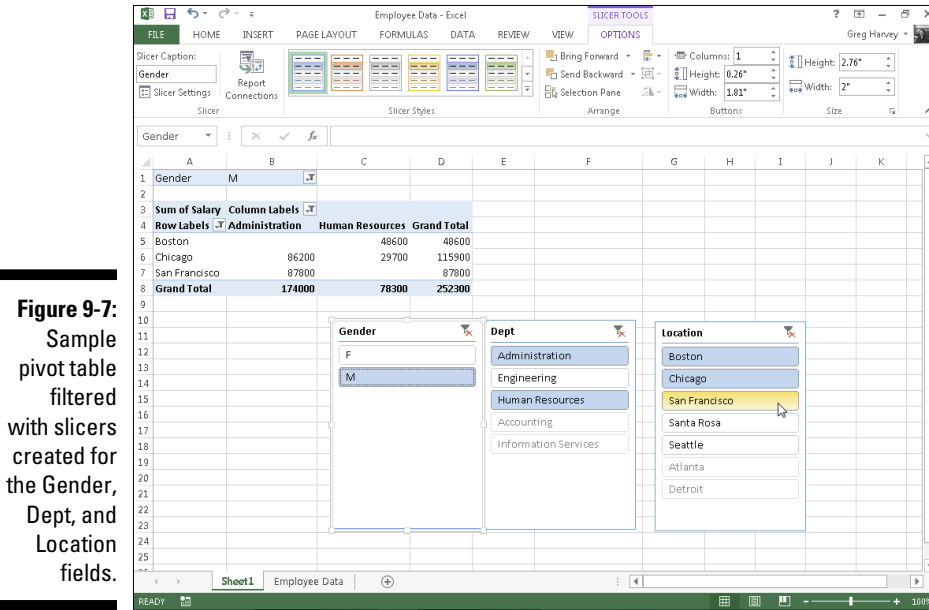 Employee Data - Excel
SLICER TOOLS
?
FILE HOME INSERT PAGE LAYOUT FORMULAS DATA REVIEW VIEW OPTIONS
Greg Harvey
Slicer Caption:
Gender
Slicer Settings
Report
Connections
Slicer
Slicer Styles
Bring Forward
Send Backward
Selection Pane
Arrange
Columns: 1
Height: 0.26"
Width: 1.81"
Buttons
Height: 2.76"
Width: 2"
Size
Gender
fx
A B C D E F G H I J K
1 Gender M
2
3 Sum of Salary Column Labels
4 Row Labels Administration Human Resources Grand Total
5 Boston 48600 48600
6 Chicago 86200 29700 115900
7 San Francisco 87800 87800
8 Grand Total 174000 78300 252300
9
10
11
12
13
14
15
16
17
18
19
20
21
22
23
24
25
Gender
F
M
Dept
Administration
Engineering
Human Resources
Accounting
Information Services
Location
Boston
Chicago
San Francisco
Santa Rosa
Seattle
Atlanta
Detroit
Sheet1 Employee Data
READY
100%
Figure 9-7:
Sample
pivot table
filtered
with slicers
created for
the Gender,
Dept, and
Location
fields.